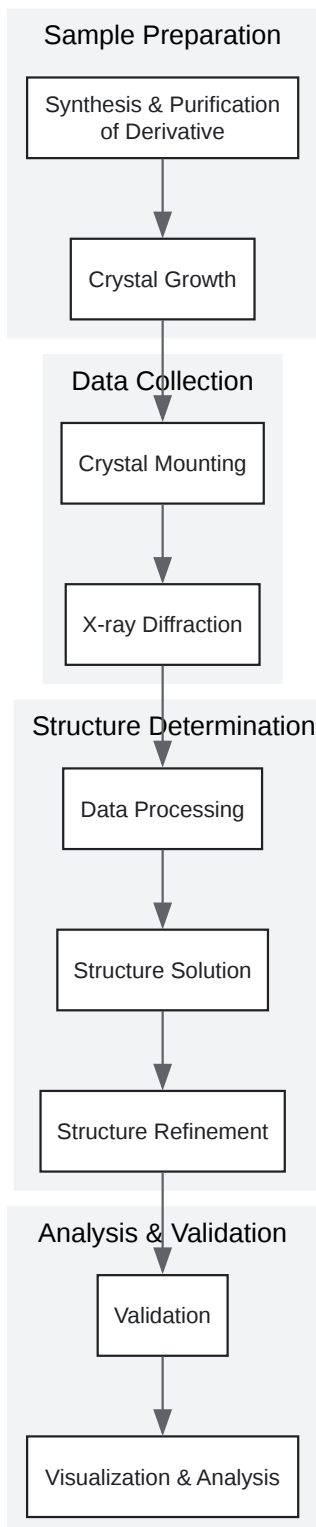 Sample Preparation
Synthesis & Purification
of Derivative
Crystal Growth
Data Collection
Crystal Mounting
X-ray Diffraction
Structure Determination
Data Processing
Structure Solution
Structure Refinement
Analysis & Validation
Validation
Visualization & Analysis